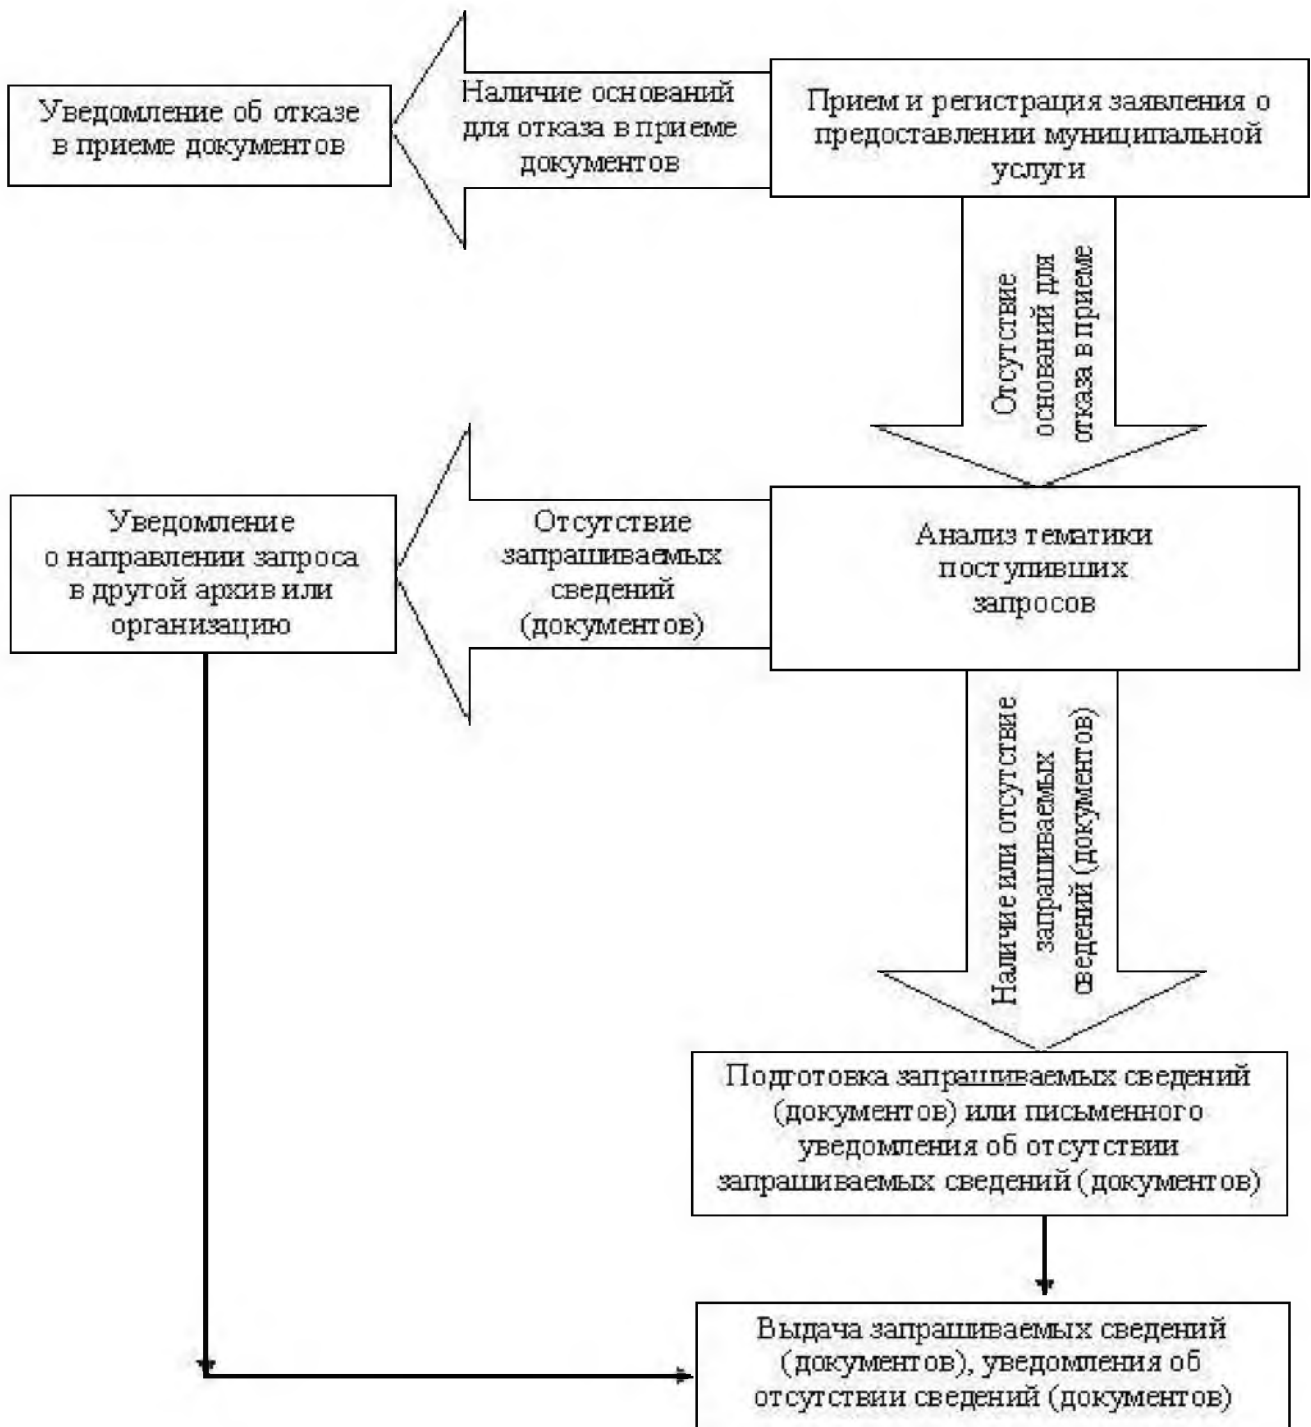 Уведомление об отказе
в приеме документов
Наличие оснований
для отказа в приеме
документов
Прием и регистрация заявления о
предоставлении муниципальной
услуги
Отсутствие
оснований для
отказа в приеме
Уведомление
о направлении запроса
в другой архив или
организацию
Отсутствие
запрашиваемых
сведений
(документов)
Анализ тематики
поступивших
запросов
Наличие или отсутствие
запрашиваемых
сведений (документов)
Подготовка запрашиваемых сведений
(документов) или письменного
уведомления об отсутствии
запрашиваемых сведений (документов)
Выдача запрашиваемых сведений
(документов), уведомления об
отсутствии сведений (документов)